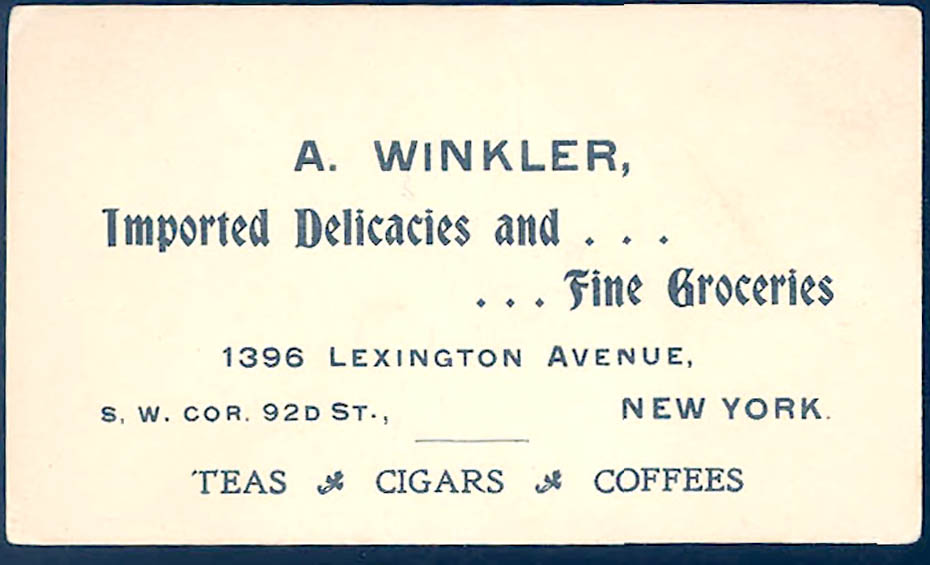 A. WINKLER,
Imported Delicacies and . . .
. . . Fine Groceries
1396 LEXINGTON AVENUE,
S. W. COR. 92D ST.,
NEW YORK.
TEAS CIGARS COFFEES